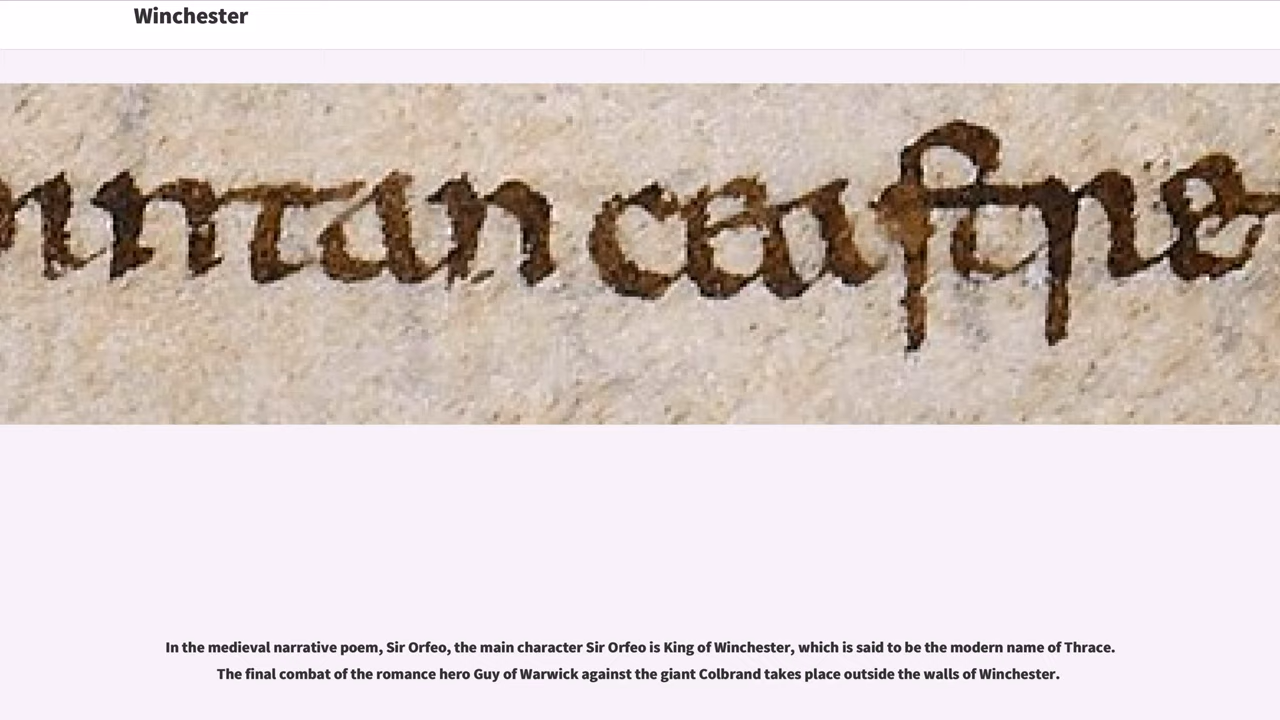 Winchester
intan ceaſtre
In the medieval narrative poem, Sir Orfeo, the main character Sir Orfeo is King of Winchester, which is said to be the modern name of Thrace.
The final combat of the romance hero Guy of Warwick against the giant Colbrand takes place outside the walls of Winchester.